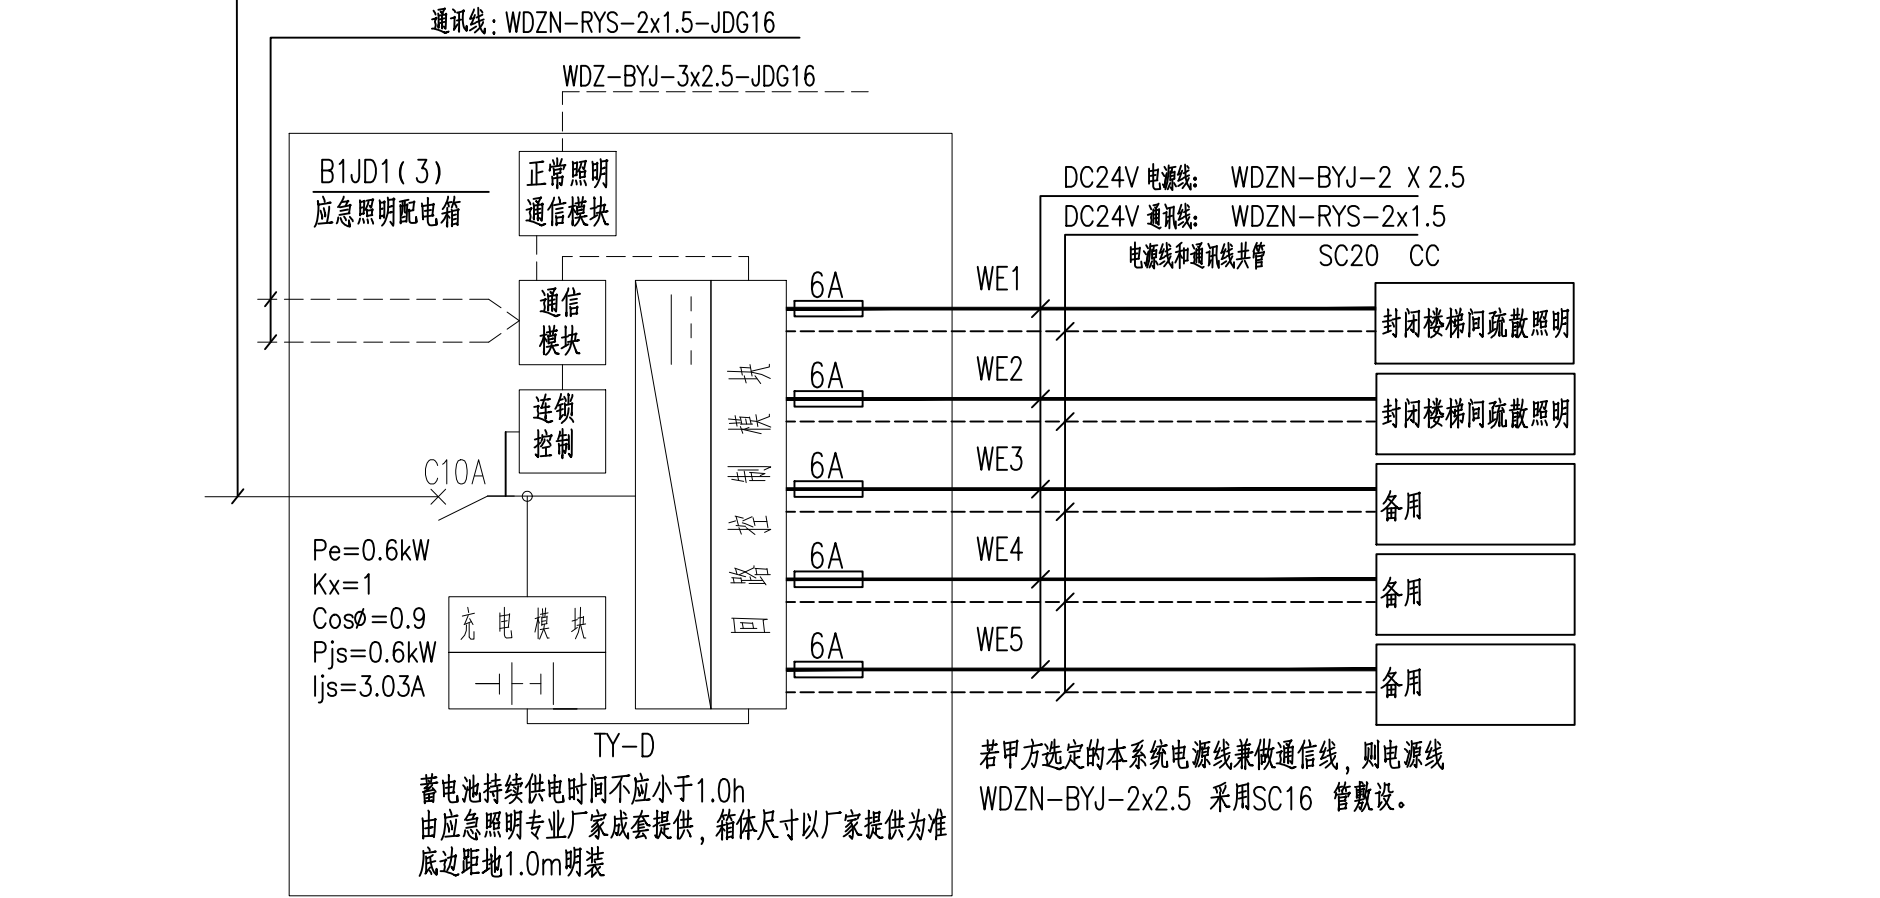 通讯线: WDZN-RYS-2x1.5-JDG16
WDZ-BYJ-3x2.5-JDG16
B1JD1(3)
应急照明配电箱
正常照明
通信模块
DC24V 电源线: WDZN-BYJ-2 X 2.5
DC24V 通讯线: WDZN-RYS-2x1.5
电源线和通讯线共管 SC20 CC
通信
模块
连锁
控制
C10A
回路控制模块
6A WE1
封闭楼梯间疏散照明
6A WE2
封闭楼梯间疏散照明
6A WE3
备用
6A WE4
备用
6A WE5
备用
Pe=0.6kW
Kx=1
Cosø=0.9
Pjs=0.6kW
Ijs=3.03A
充电模块
TY-D
蓄电池持续供电时间不应小于1.0h
由应急照明专业厂家成套提供, 箱体尺寸以厂家提供为准
底边距地1.0m明装
若甲方选定的本系统电源线兼做通信线, 则电源线
WDZN-BYJ-2x2.5 采用SC16 管敷设。